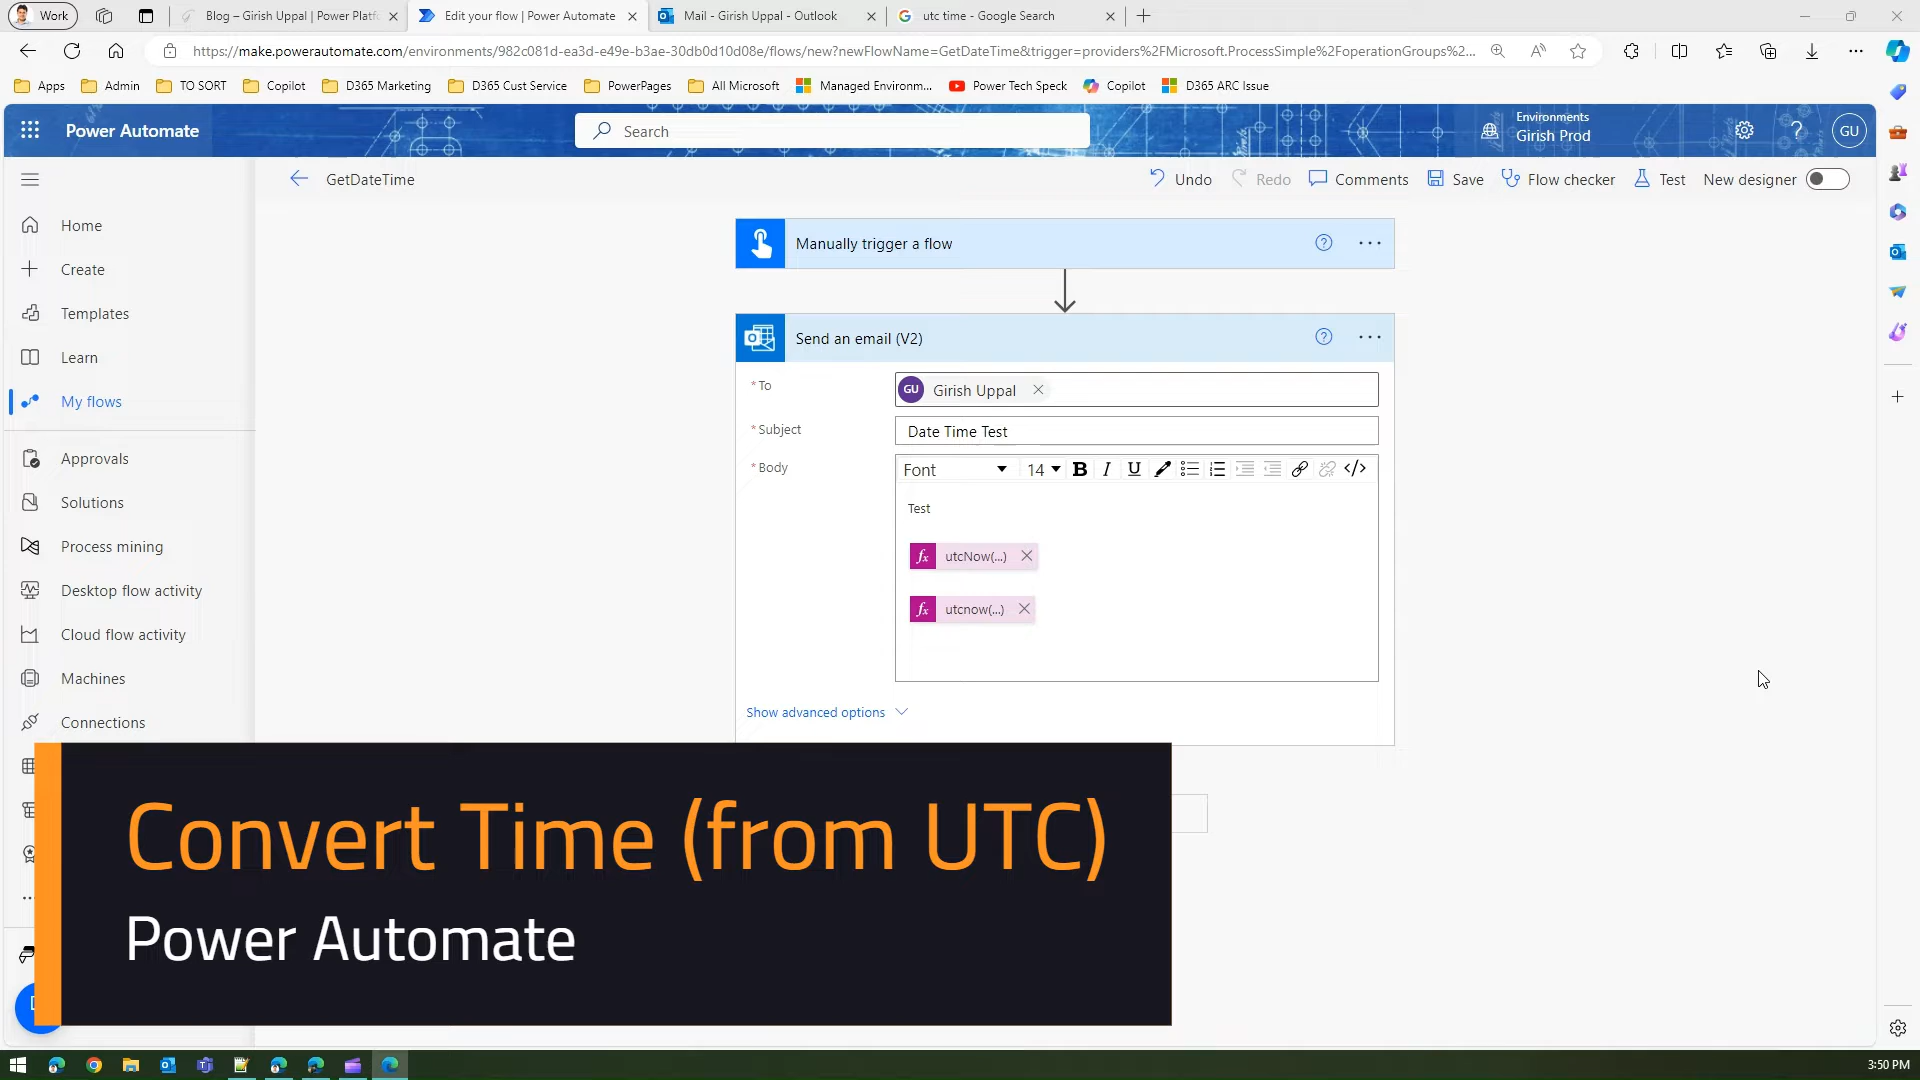 Work
Blog – Girish Uppal | Power Platf
Edit your flow | Power Automate
Mail - Girish Uppal - Outlook
utc time - Google Search
https://make.powerautomate.com/environments/982c081d-ea3d-e49e-b3ae-30db0d10d08e/flows/new?newFlowName=GetDateTime&trigger=providers%2FMicrosoft.ProcessSimple%2FoperationGroups%2...
Apps
Admin
TO SORT
Copilot
D365 Marketing
D365 Cust Service
PowerPages
All Microsoft
Managed Environm...
Power Tech Speck
Copilot
D365 ARC Issue
Power Automate
Search
Environments
Girish Prod
GU
GetDateTime
Undo
Redo
Comments
Save
Flow checker
Test
New designer
Home
Create
Templates
Learn
My flows
Approvals
Solutions
Process mining
Desktop flow activity
Cloud flow activity
Machines
Connections
Manually trigger a flow
Send an email (V2)
* To
GU Girish Uppal
* Subject
Date Time Test
* Body
Font
14
B I U
</>
Test
fx utcNow(...)
fx utcnow(...)
Show advanced options
Convert Time (from UTC)
Power Automate
3:50 PM